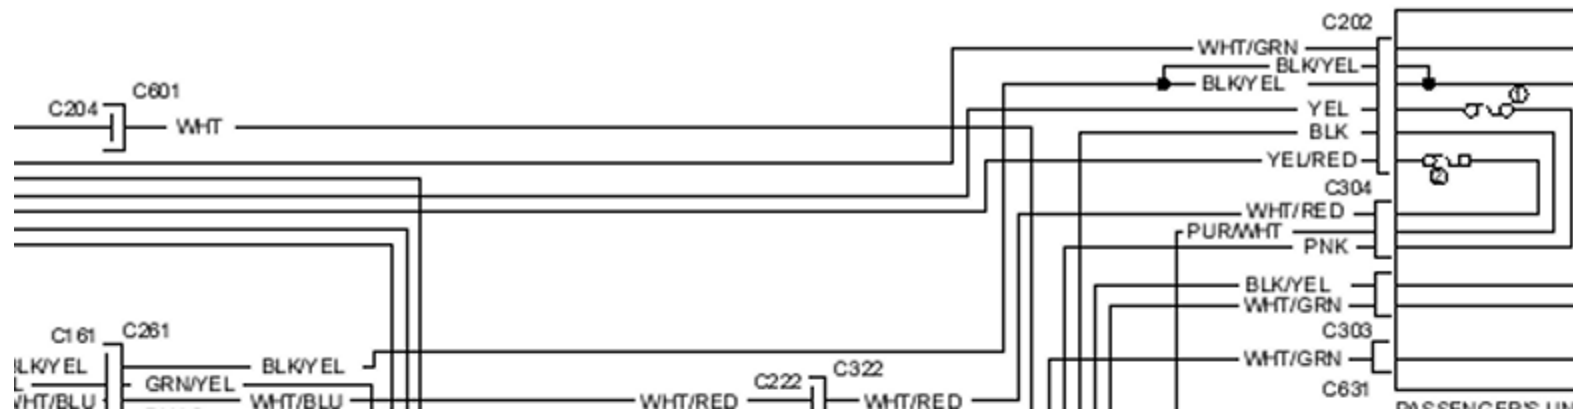 C202
WHT/GRN
BLK/YEL
BLK/YEL
C601
C204
WHT
1
YEL
BLK
YEL/RED
2
C304
WHT/RED
PUR/WHT
PNK
BLK/YEL
WHT/GRN
C303
WHT/GRN
C631
C161 C261
BLK/YEL
GRN/YEL
WHT/BLU
C222 C322
WHT/RED
WHT/RED